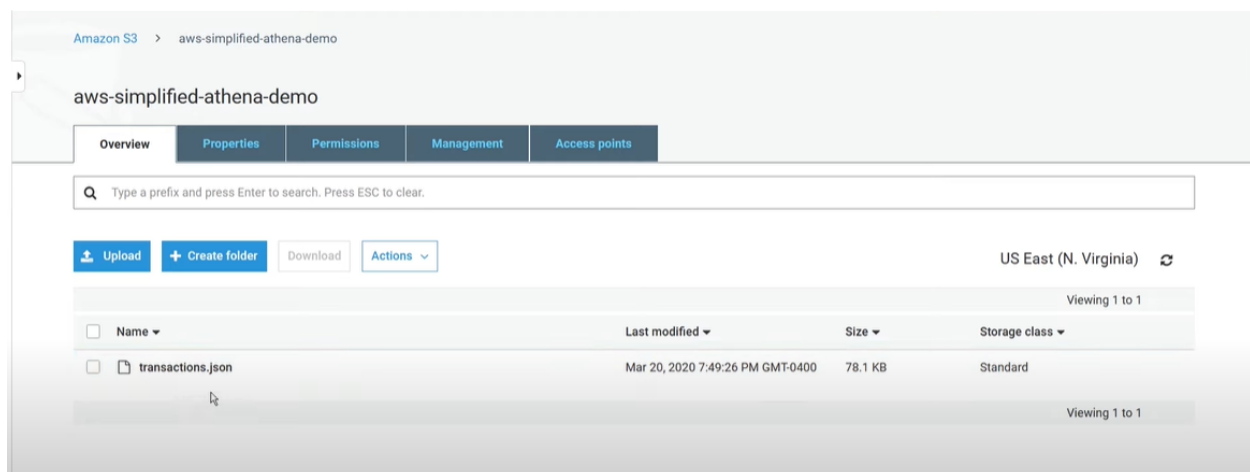 Amazon S3 > aws-simplified-athena-demo
aws-simplified-athena-demo
Overview Properties Permissions Management Access points
Type a prefix and press Enter to search. Press ESC to clear.
Upload + Create folder Download Actions US East (N. Virginia)
Viewing 1 to 1
Name Last modified Size Storage class
transactions.json Mar 20, 2020 7:49:26 PM GMT-0400 78.1 KB Standard
Viewing 1 to 1